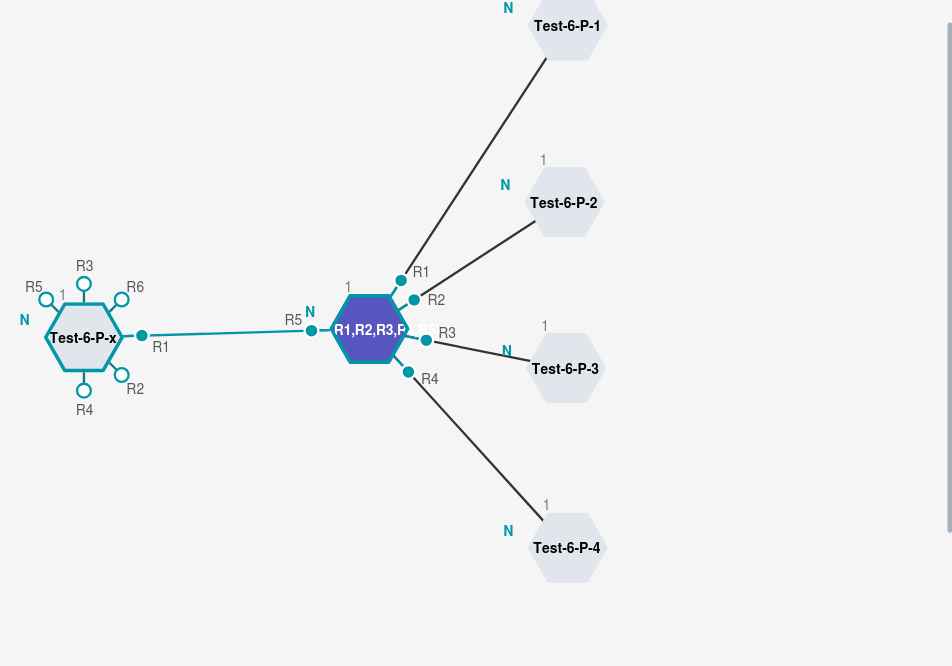 N
Test-6-P-1
1
N
Test-6-P-2
R3
R5
1
R6
N
Test-6-P-x
R1
R4
R2
1
N
R5
R1,R2,R3,R
R1
R2
R3
R4
1
N
Test-6-P-3
1
N
Test-6-P-4